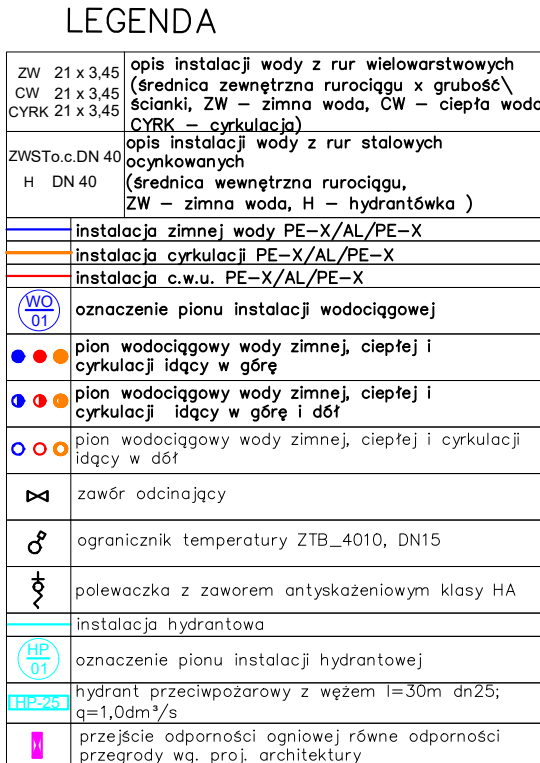 LEGENDA
ZW 21 x 3,45
CW 21 x 3,45
CYRK 21 x 3,45
opis instalacji wody z rur wielowarstwowych
(średnica zewnętrzna rurociągu x grubość\
ścianki, ZW – zimna woda, CW – ciepła woda
CYRK – cyrkulacja)
ZWSTo.c.DN 40
H DN 40
opis instalacji wody z rur stalowych
ocynkowanych
(średnica wewnętrzna rurociągu,
ZW – zimna woda, H – hydrantówka )
instalacja zimnej wody PE–X/AL/PE–X
instalacja cyrkulacji PE–X/AL/PE–X
instalacja c.w.u. PE–X/AL/PE–X
WO
01
oznaczenie pionu instalacji wodociągowej
pion wodociągowy wody zimnej, ciepłej i
cyrkulacji idący w górę
pion wodociągowy wody zimnej, ciepłej i
cyrkulacji idący w górę i dół
pion wodociągowy wody zimnej, ciepłej i cyrkulacji
idący w dół
zawór odcinający
ogranicznik temperatury ZTB_4010, DN15
polewaczka z zaworem antyskażeniowym klasy HA
instalacja hydrantowa
HP
01
oznaczenie pionu instalacji hydrantowej
HP-25
hydrant przeciwpożarowy z wężem l=30m dn25;
q=1,0dm³/s
przejście odporności ogniowej równe odporności
przegrody wg. proj. architektury